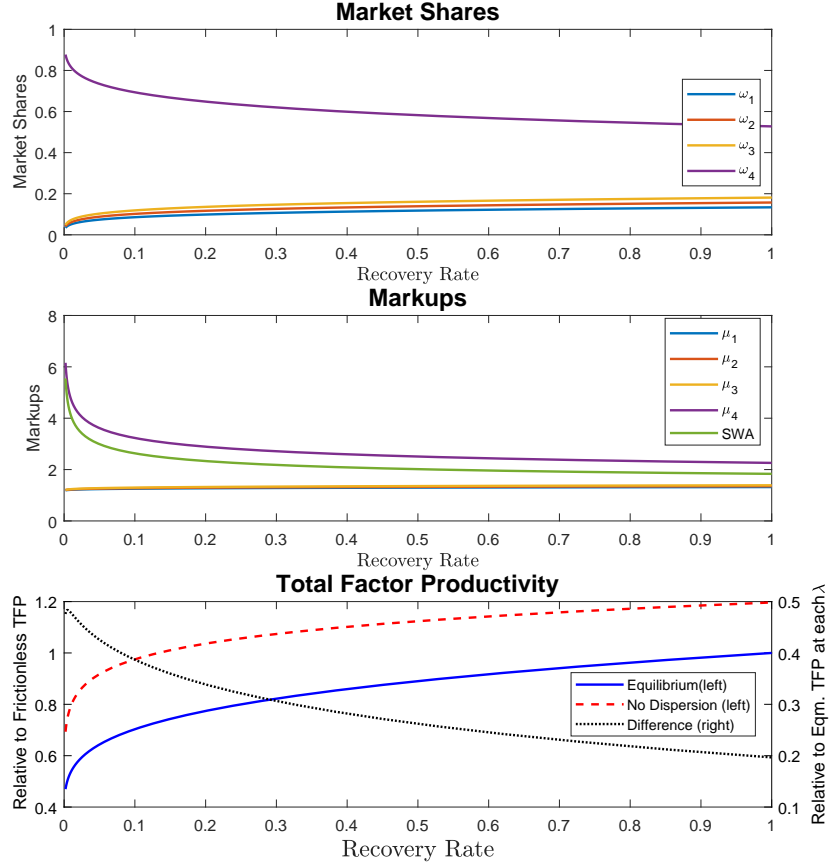 Market Shares
Market Shares
1
0.8
0.6
0.4
0.2
0
ω1
ω2
ω3
ω4
0 0.1 0.2 0.3 0.4 0.5 0.6 0.7 0.8 0.9 1
Recovery Rate
Markups
Markups
8
6
4
2
0
μ1
μ2
μ3
μ4
SWA
0 0.1 0.2 0.3 0.4 0.5 0.6 0.7 0.8 0.9 1
Recovery Rate
Total Factor Productivity
Relative to Frictionless TFP
1.2
1
0.8
0.6
0.4
Equilibrium(left)
No Dispersion (left)
Difference (right)
0.5
0.4
0.3
0.2
0.1
Relative to Eqm. TFP at each λ
0 0.1 0.2 0.3 0.4 0.5 0.6 0.7 0.8 0.9 1
Recovery Rate